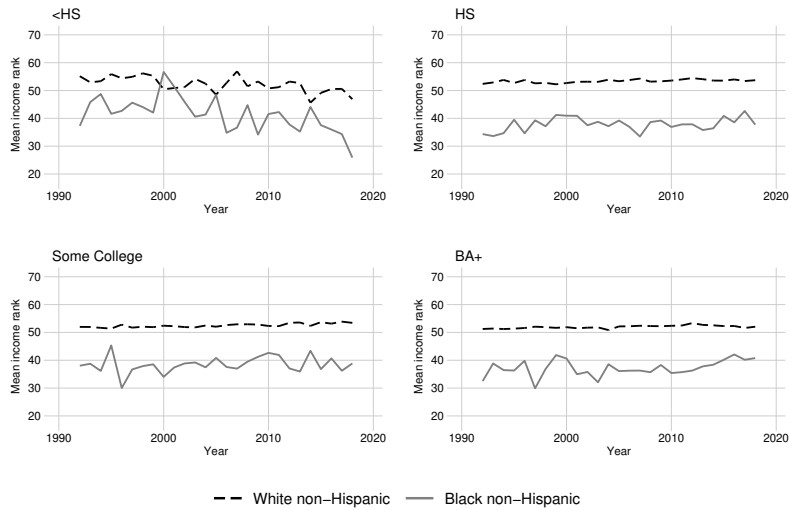 <HS
HS
Mean income rank
70
60
50
40
30
20
1990
2000
2010
2020
Year
Mean income rank
70
60
50
40
30
20
1990
2000
2010
2020
Year
Some College
BA+
Mean income rank
70
60
50
40
30
20
1990
2000
2010
2020
Year
Mean income rank
70
60
50
40
30
20
1990
2000
2010
2020
Year
White non−Hispanic
Black non−Hispanic